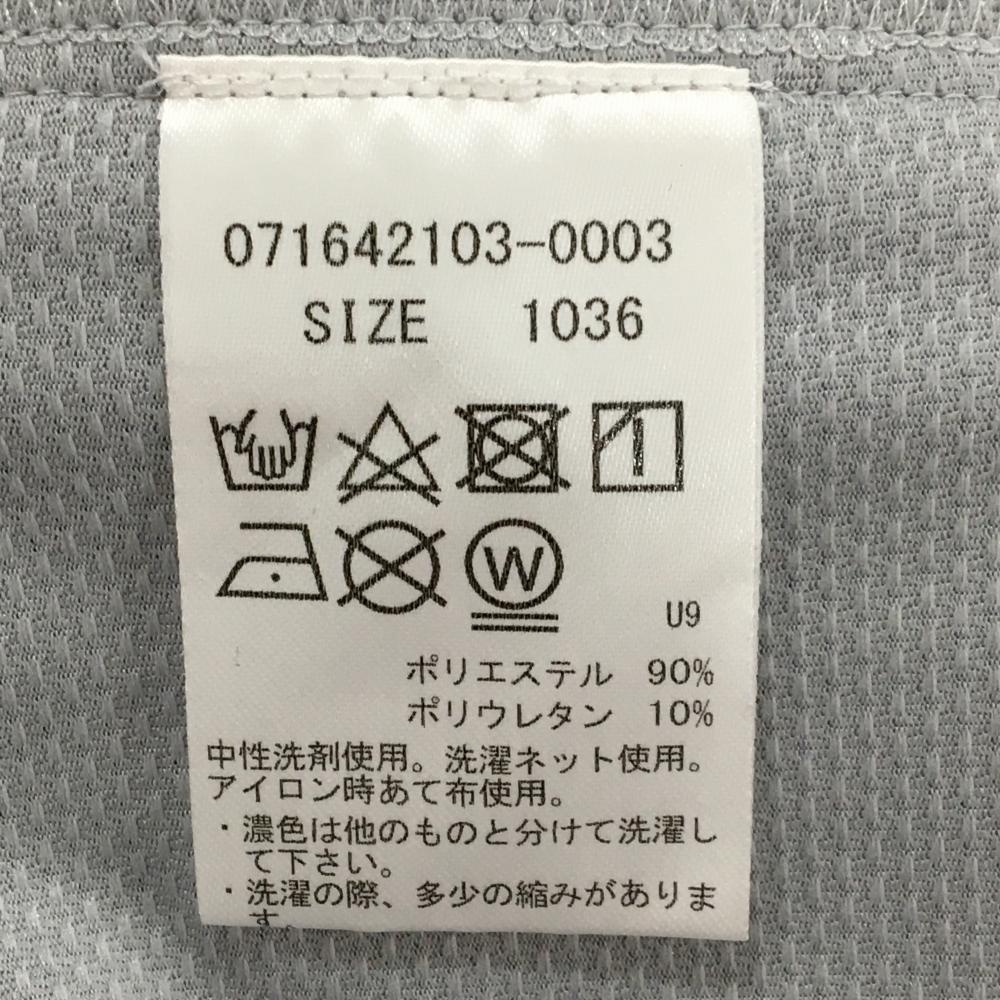 071642103-0003
SIZE 1036
W
U9
ポリエステル 90%
ポリウレタン 10%
中性洗剤使用。洗濯ネット使用。
アイロン時あて布使用。
・濃色は他のものと分けて洗濯し
て下さい。
・洗濯の際、多少の縮みがありま
す。